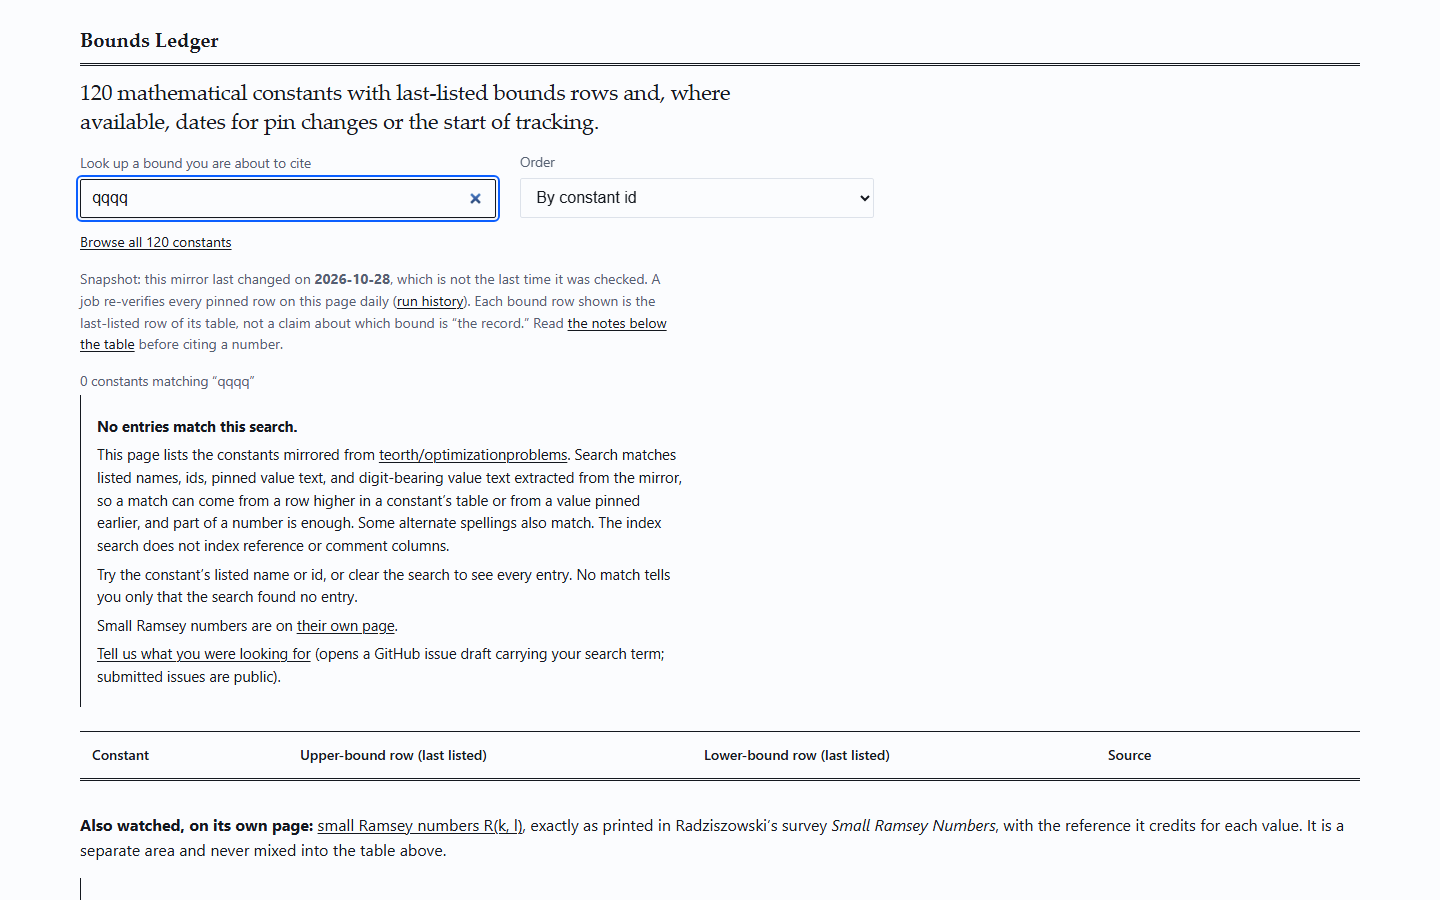 Bounds Ledger
120 mathematical constants with last-listed bounds rows and, where
available, dates for pin changes or the start of tracking.
Look up a bound you are about to cite
Order
qqqq
By constant id
Browse all 120 constants
Snapshot: this mirror last changed on 2026-10-28, which is not the last time it was checked. A
job re-verifies every pinned row on this page daily (run history). Each bound row shown is the
last-listed row of its table, not a claim about which bound is “the record.” Read the notes below
the table before citing a number.
0 constants matching “qqqq”
No entries match this search.
This page lists the constants mirrored from teorth/optimizationproblems. Search matches
listed names, ids, pinned value text, and digit-bearing value text extracted from the mirror,
so a match can come from a row higher in a constant’s table or from a value pinned
earlier, and part of a number is enough. Some alternate spellings also match. The index
search does not index reference or comment columns.
Try the constant’s listed name or id, or clear the search to see every entry. No match tells
you only that the search found no entry.
Small Ramsey numbers are on their own page.
Tell us what you were looking for (opens a GitHub issue draft carrying your search term;
submitted issues are public).
Constant
Upper-bound row (last listed)
Lower-bound row (last listed)
Source
Also watched, on its own page: small Ramsey numbers R(k, l), exactly as printed in Radziszowski’s survey Small Ramsey Numbers, with the reference it credits for each value. It is a
separate area and never mixed into the table above.